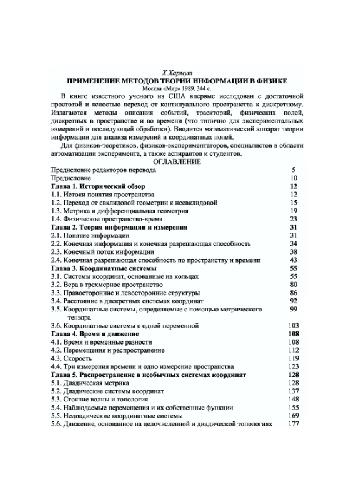 Х Хармут
ПРИМЕНЕНИЕ МЕТОДОВ ТЕОРИИ ИНФОРМАЦИИ В ФИЗИКЕ
Москва «Мир» 1989, 344 с
В книге известного ученого из США впервые исследован с достаточной
простотой и ясностью переход от континуального пространства к дискретному.
Излагаются методы описания событий, траекторий, физических полей,
дискретных в пространстве и во времени (что типично для экспериментальных
измерений и последующей обработки). Вводится математический аппарат теории
информации для анализа измерений и координатных систем.
Для физиков-теоретиков, физиков-экспериментаторов, специалистов в области
автоматизации эксперимента, а также аспирантов и студентов.
ОГЛАВЛЕНИЕ
Предисловие редакторов перевода 5
Предисловие 10
Глава 1. Исторический обзор 12
1.1. Истоки понятия пространства 12
1.2. Переход от евклидовой геометрии к неевклидовой 15
1.3. Метрика и дифференциальная геометрия 19
1.4. Физическое пространство-время 23
Глава 2. Теория информации и измерения 31
2.1. Понятие информации 31
2.2. Конечная информация и конечная разрешающая способность 34
2.3. Конечный поток информации 38
2.4. Конечная разрешающая способность по пространству и времени 43
Глава 3. Координатные системы 55
3.1. Системы координат, основанные на кольцах 55
3.2. Вера в трехмерное пространство 80
3.3. Правосторонние и левосторонние структуры 86
3.4. Расстояние в дискретных системах координат 92
3.5. Координатные системы, определяемые с помощью метрического 99
тензора
3.6. Координатные системы с одной переменной 103
Глава 4. Время и движение 108
4.1. Время и временные разности 108
4.2. Перемещения и распространение 112
4.3. Скорость 119
4.4. Три измерения времени и одно измерение пространства 123
Глава 5. Распространение в необычных системах координат 128
5.1. Диадическая метрика 128
5.2. Диадические системы координат 137
5.3. Стоячие волны и топология 148
5.4. Наблюдаемые перемещения и их собственные функции 155
5.5. Недиадические координатные системы 169
5.6. Движение, основанное на целочисленной и диадической топологиях 177